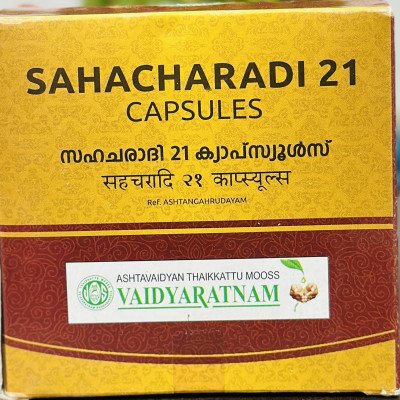 SAHACHARADI 21
CAPSULES
സഹചരാദി 21 ക്യാപ്സ്യൂൾസ്
सहचरादि २१ काप्स्यूल्स
Ref. ASHTANGAHRUDAYAM
ASHTAVAIDYAN THAIKKATTU MOOSS
VAIDYARATNAM